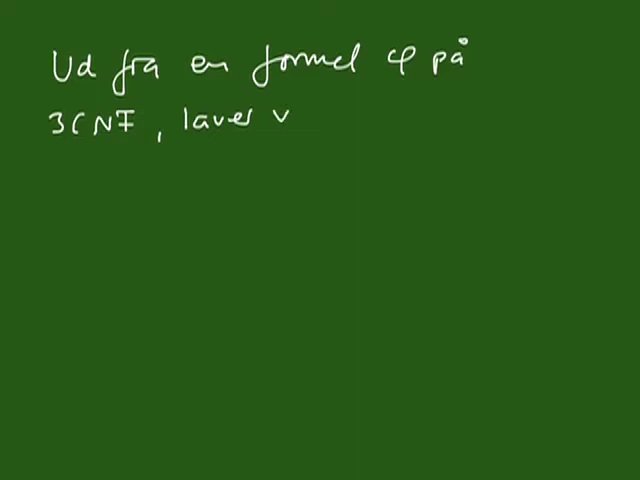 Ud fra en formel φ på
3CNF, laver v